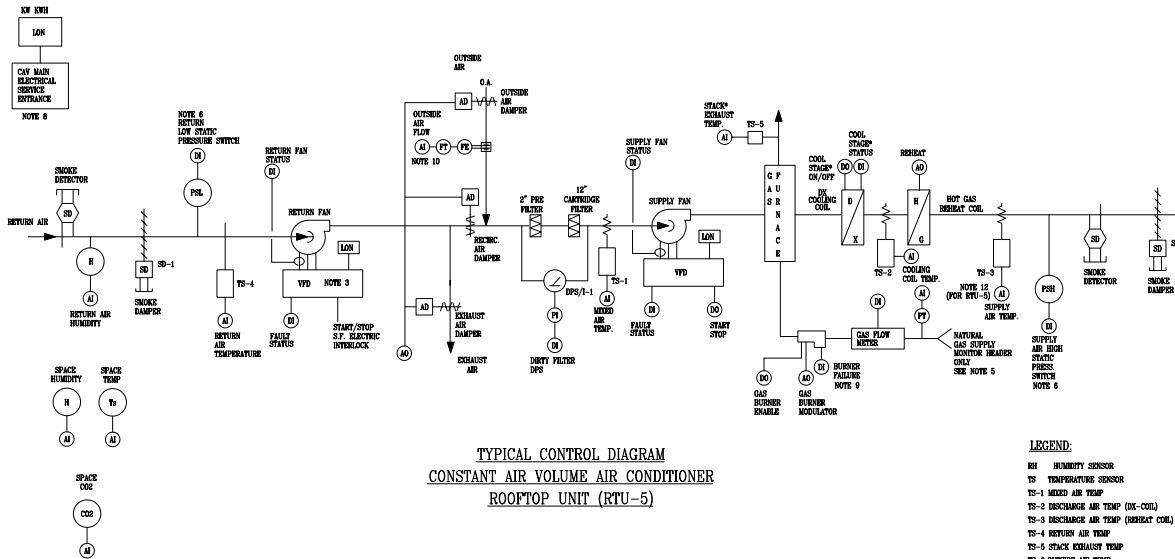 KW KWH
LON
CAV MAIN
ELECTRICAL
SERVICE
ENTRANCE
NOTE 8
SMOKE
DETECTOR
SD
RETURN AIR
H
AI
RETURN AIR
HUMIDITY
SD SD-1
SMOKE
DAMPER
NOTE 6
RETURN
LOW STATIC
PRESSURE SWITCH
DI
PSL
TS-4
AI
RETURN
AIR
TEMPERATURE
RETURN FAN
STATUS
DI
RETURN FAN
LON
VFD NOTE 3
DI
FAULT
STATUS
START/STOP
S.F. ELECTRIC
INTERLOCK
OUTSIDE
AIR
O.A.
AD
OUTSIDE
AIR
DAMPER
OUTSIDE
AIR
FLOW
AI FT FE
NOTE 10
AD
RECIRC.
AIR
DAMPER
AD
EXHAUST
AIR
DAMPER
AO
EXHAUST
AIR
2" PRE
FILTER
12"
CARTRIDGE
FILTER
DPS/I-1
PI
DI
DIRTY FILTER
DPS
TS-1
AI
MIXED
AIR
TEMP.
SUPPLY FAN
STATUS
DI
SUPPLY FAN
LON
VFD
DI
FAULT
STATUS
DO
START
STOP
STACK*
EXHAUST
TEMP.
TS-5
AI
GAS
FURNACE
COOL
STAGE*
ON/OFF
COOL
STAGE*
STATUS
DO DI
DX
COOLING
COIL
D
X
TS-2
AI
COOLING
COIL TEMP.
REHEAT
AO
H
G
HOT GAS
REHEAT COIL
AI
PT
DI
GAS FLOW
METER
NATURAL
GAS SUPPLY
MONITOR HEADER
ONLY
SEE NOTE 5
DO
GAS
BURNER
ENABLE
AO
GAS
BURNER
MODULATOR
DI
BURNER
FAILURE
NOTE 9
TS-3
NOTE 12
(FOR RTU-5)
AI
SUPPLY
AIR TEMP.
PSH
DI
SUPPLY
AIR HIGH
STATIC
PRESS.
SWITCH
NOTE 6
SD
SMOKE
DETECTOR
SD
SMOKE
DAMPER
SPACE
HUMIDITY
H
AI
SPACE
TEMP
Ts
AI
SPACE
CO2
CO2
AI
TYPICAL CONTROL DIAGRAM
CONSTANT AIR VOLUME AIR CONDITIONER
ROOFTOP UNIT (RTU-5)
LEGEND:
RH HUMIDITY SENSOR
TS TEMPERATURE SENSOR
TS-1 MIXED AIR TEMP
TS-2 DISCHARGE AIR TEMP (DX-COIL)
TS-3 DISCHARGE AIR TEMP (REHEAT COIL)
TS-4 RETURN AIR TEMP
TS-5 STACK EXHAUST TEMP